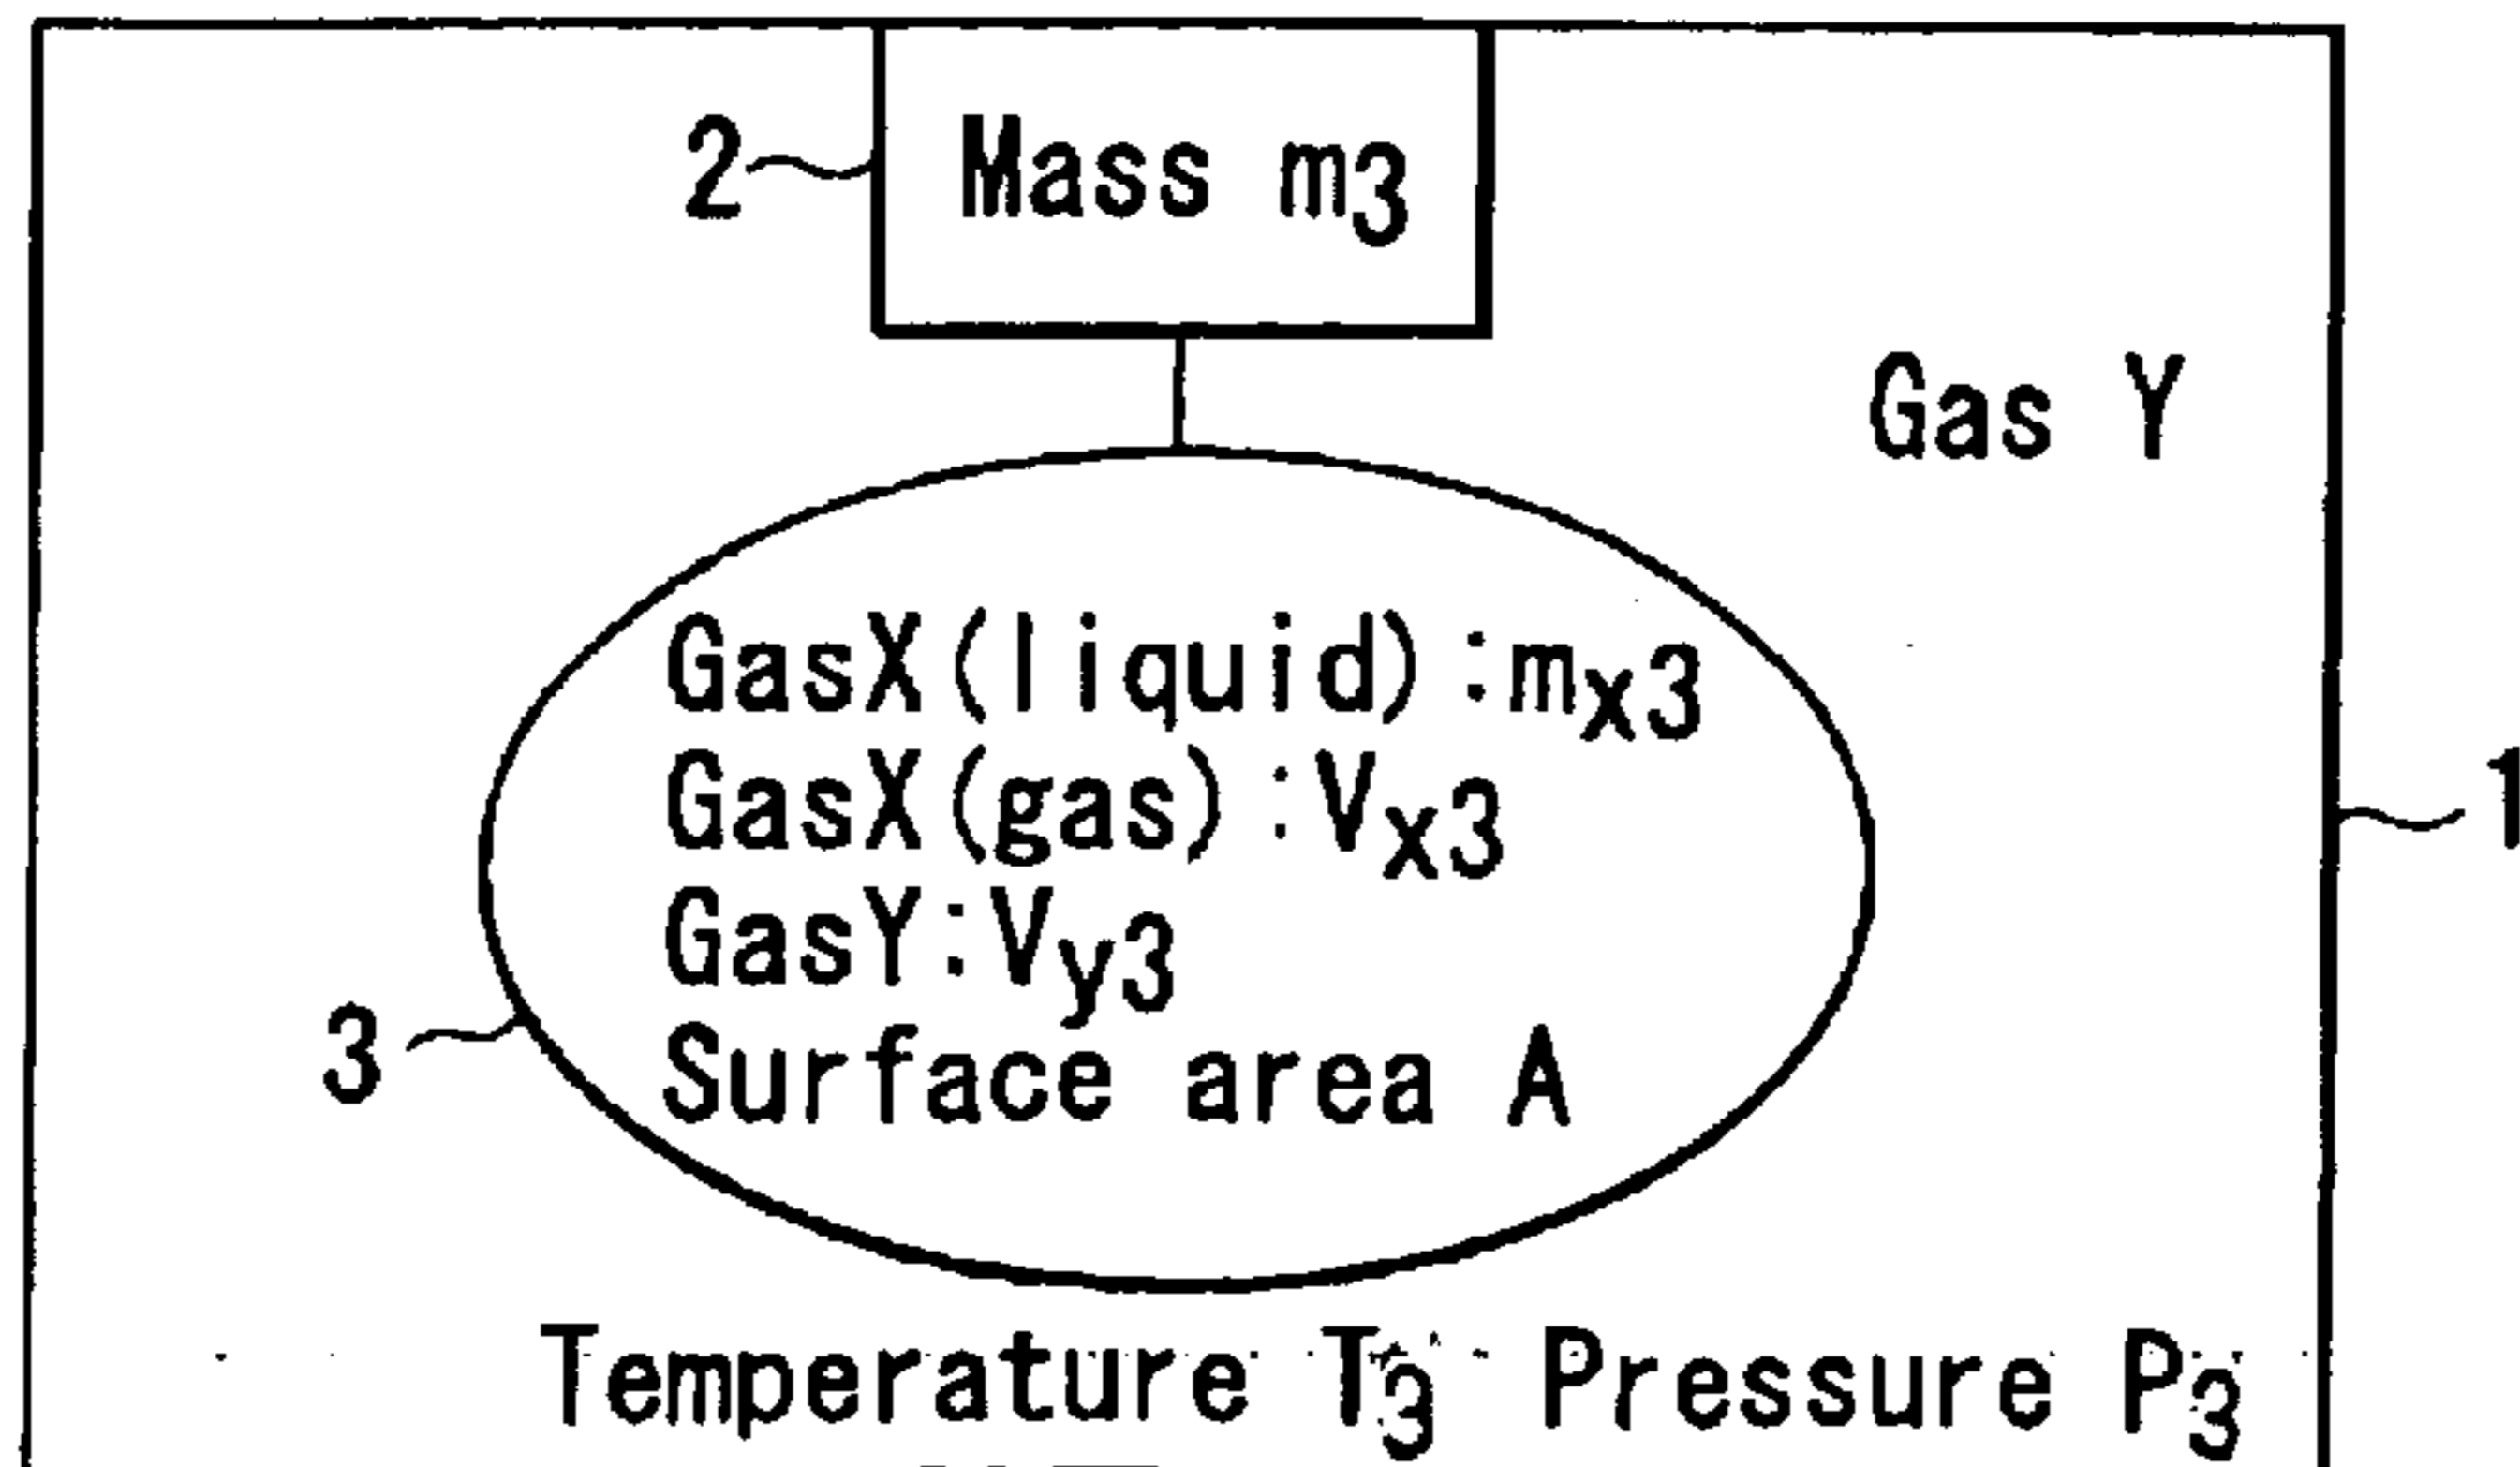 2 Mass m3
Gas Y
GasX(liquid):mx3
GasX(gas):Vx3
1
GasY:Vy3
3
Surface area A
Temperature T3 Pressure P3